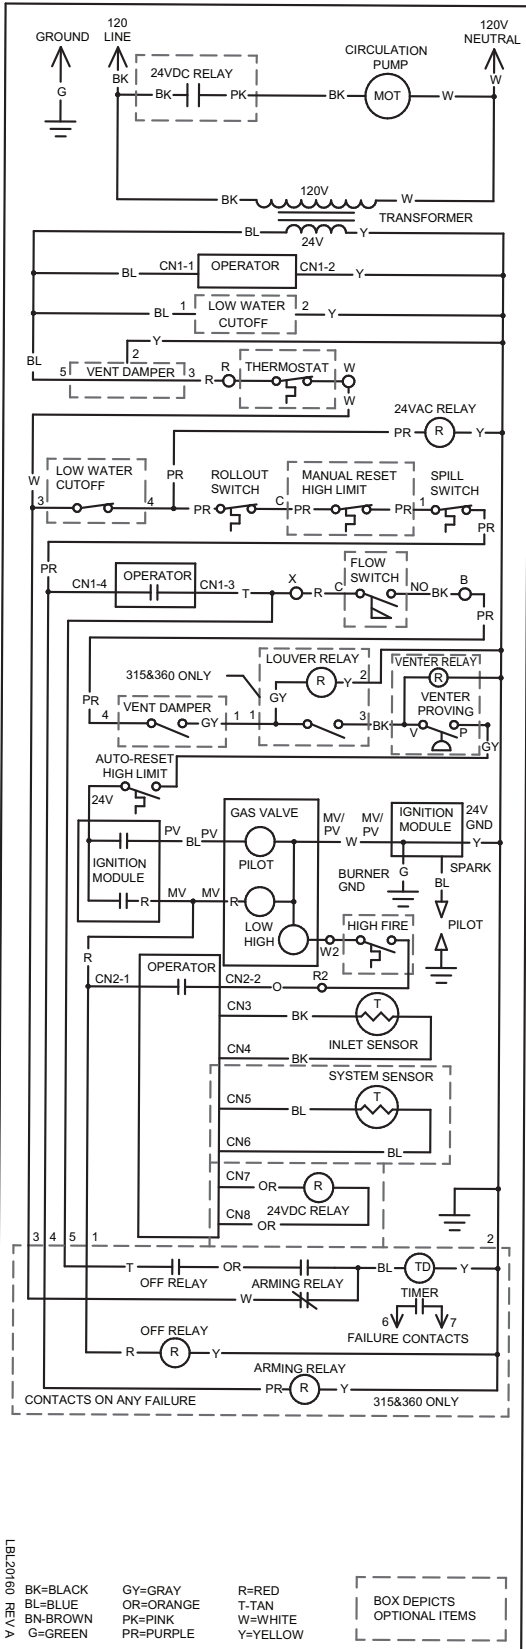 GROUND
120
LINE
120V
NEUTRAL
CIRCULATION
PUMP
24VDC RELAY
BK
G
BK
PK
BK
MOT
W
W
BK
120V
W
TRANSFORMER
BL
24V
Y
BL
CN1-1
OPERATOR
CN1-2
Y
BL
1
LOW WATER
CUTOFF
2
Y
Y
2
BL
5
VENT DAMPER
3
R
R
THERMOSTAT
W
W
24VAC RELAY
PR
R
Y
W
LOW WATER
CUTOFF
3
4
PR
ROLLOUT
SWITCH
PR
C
MANUAL RESET
HIGH LIMIT
PR
PR
1
SPILL
SWITCH
PR
PR
CN1-4
OPERATOR
CN1-3
T
X
R
C
FLOW
SWITCH
NO
BK
B
PR
315&360 ONLY
LOUVER RELAY
R
Y
2
GY
VENTER RELAY
R
VENTER
PROVING
PR
4
VENT DAMPER
GY
1
1
3
BK
V
P
GY
AUTO-RESET
HIGH LIMIT
24V
IGNITION
MODULE
PV
BL
PV
GAS VALVE
PILOT
MV/
PV
W
MV/
PV
IGNITION
MODULE
24V
GND
Y
R
MV
MV
R
LOW
HIGH
BURNER
GND
G
SPARK
BL
PILOT
R
W2
HIGH FIRE
CN2-1
OPERATOR
CN2-2
O
R2
CN3
BK
T
INLET SENSOR
CN4
BK
SYSTEM SENSOR
CN5
BL
T
CN6
BL
CN7
OR
R
24VDC RELAY
CN8
OR
3
4
5
1
2
T
OFF RELAY
OR
ARMING RELAY
BL
TD
Y
TIMER
W
6
7
FAILURE CONTACTS
OFF RELAY
R
R
Y
ARMING RELAY
PR
R
Y
CONTACTS ON ANY FAILURE
315&360 ONLY
LBL20160 REV A
BK=BLACK
BL=BLUE
BN-BROWN
G=GREEN
GY=GRAY
OR=ORANGE
PK=PINK
PR=PURPLE
R=RED
T-TAN
W=WHITE
Y=YELLOW
BOX DEPICTS
OPTIONAL ITEMS